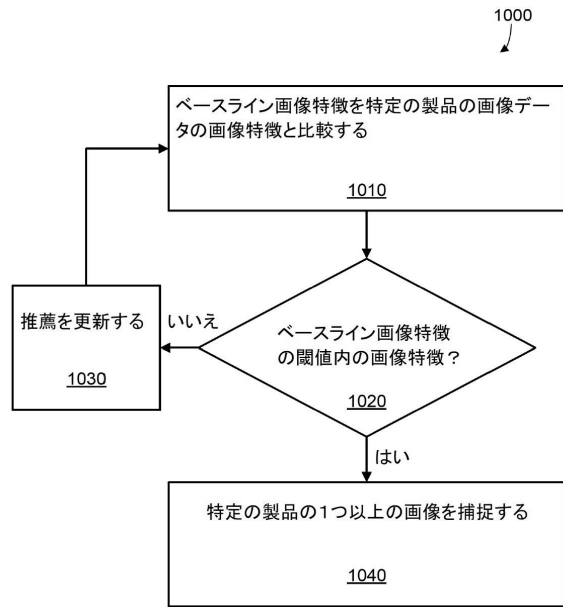 1000
ベースライン画像特徴を特定の製品の画像デー
タの画像特徴と比較する
1010
推薦を更新する
1030
いいえ
ベースライン画像特徴
の閾値内の画像特徴？
1020
はい
特定の製品の１つ以上の画像を捕捉する
1040